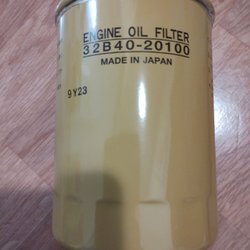 ENGINE OIL FILTER
32B40-20100
MADE IN JAPAN
9Y23